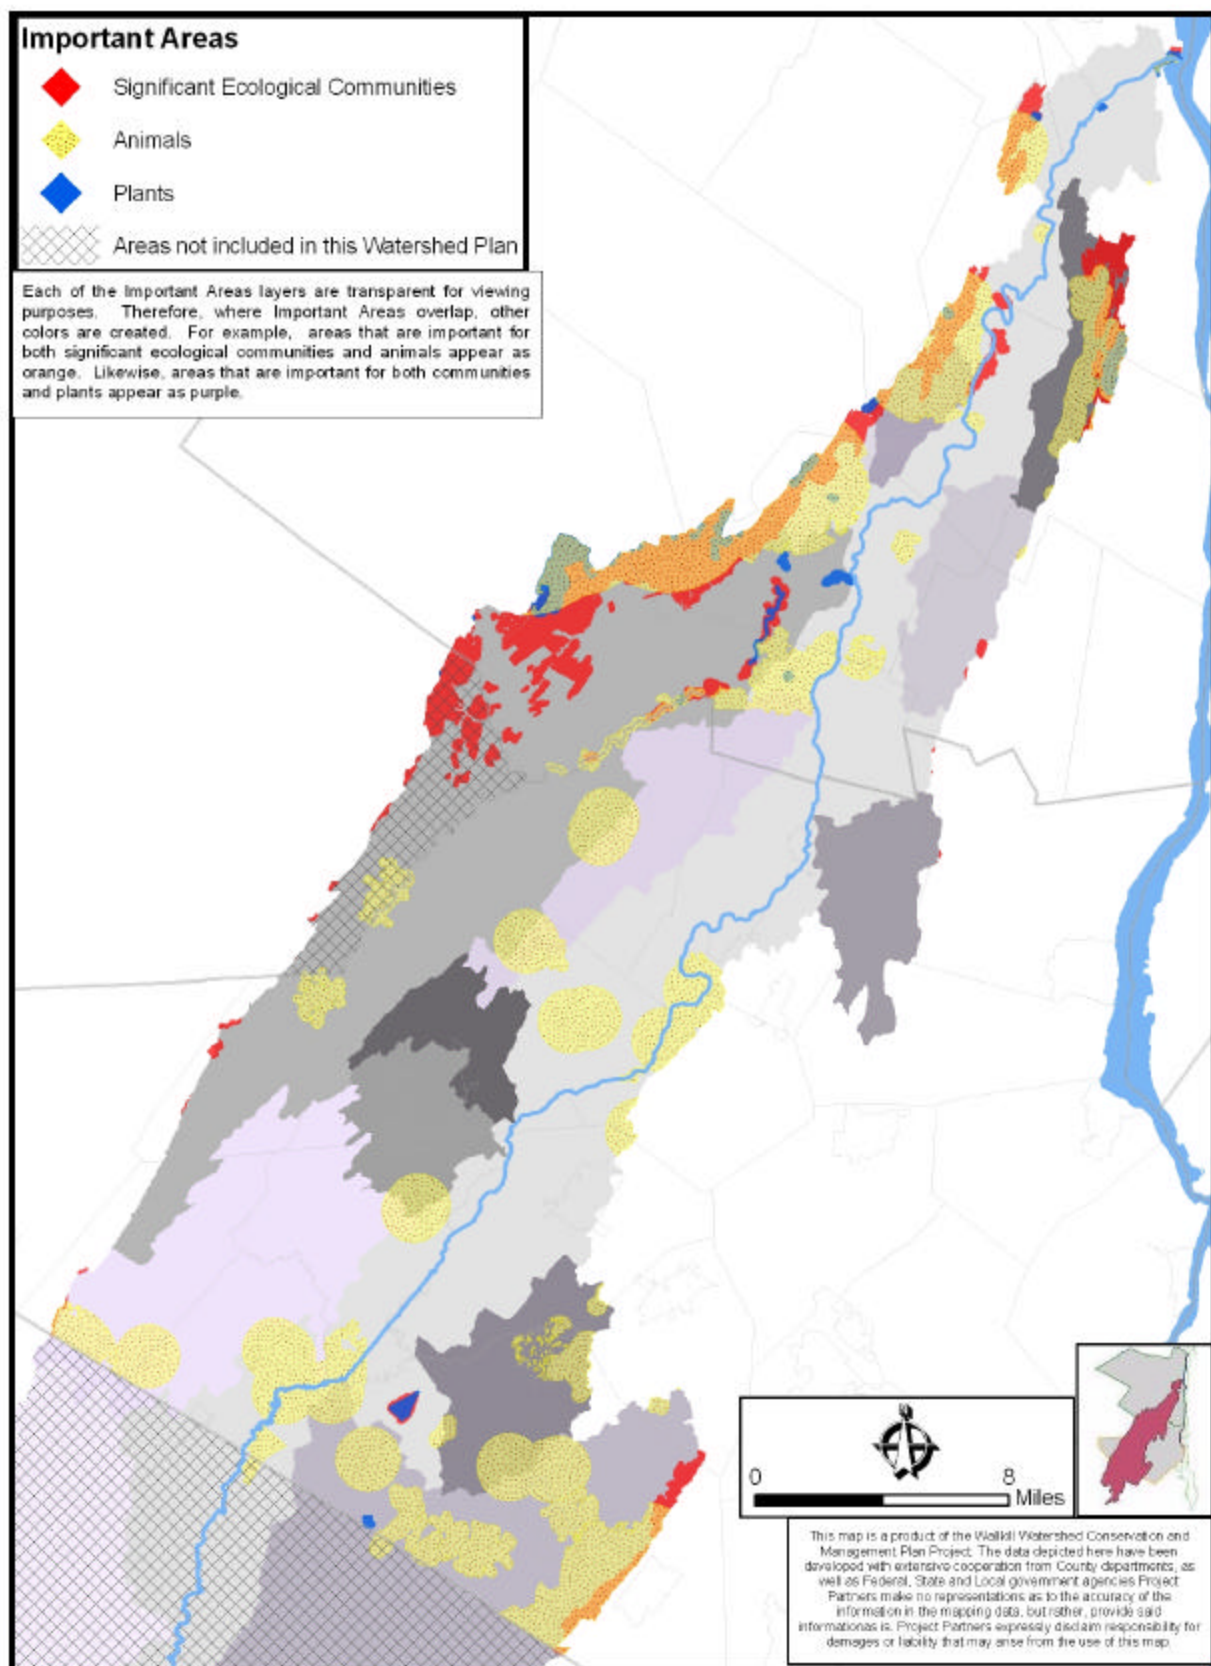 Important Areas
Significant Ecological Communities
Animals
Plants
Areas not included in this Watershed Plan
Each of the Important Areas layers are transparent for viewing
purposes. Therefore, where Important Areas overlap, other
colors are created. For example, areas that are important for
both significant ecological communities and animals appear as
orange. Likewise, areas that are important for both communities
and plants appear as purple.
0
8
Miles
This map is a product of the Wallkill Watershed Conservation and
Management Plan Project. The data depicted here have been
developed with extensive cooperation from County departments, as
well as Federal, State and Local government agencies Project
Partners make no representations as to the accuracy of the
information in the mapping data, but rather, provide said
informationas is. Project Partners expressly disclaim responsibility for
damages or liability that may arise from the use of this map.